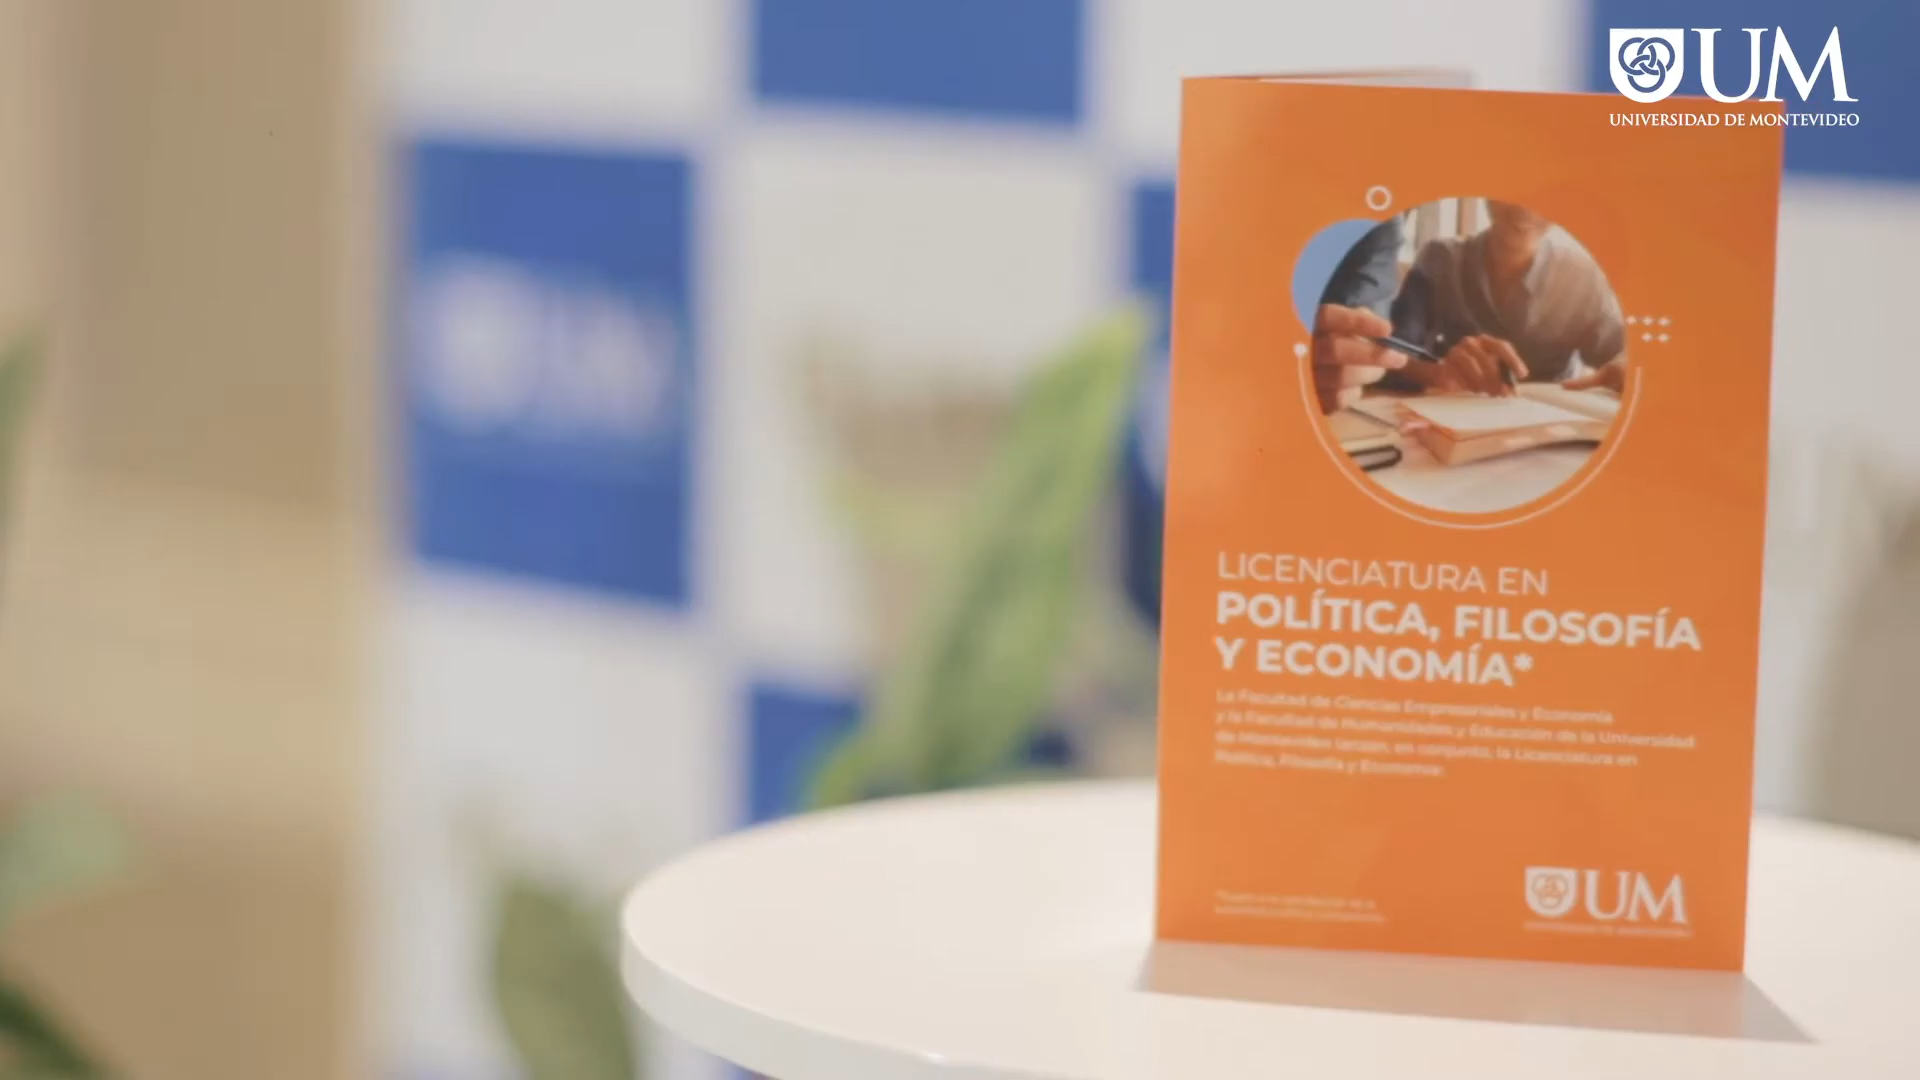 UM
UNIVERSIDAD DE MONTEVIDEO
LICENCIATURA EN
POLÍTICA, FILOSOFÍA
Y ECONOMÍA*
La Facultad de Ciencias Empresariales y Economía
y la Facultad de Humanidades y Educación de la Universidad
de Montevideo lanzan, en conjunto, la Licenciatura en
Política, Filosofía y Economía.
UM